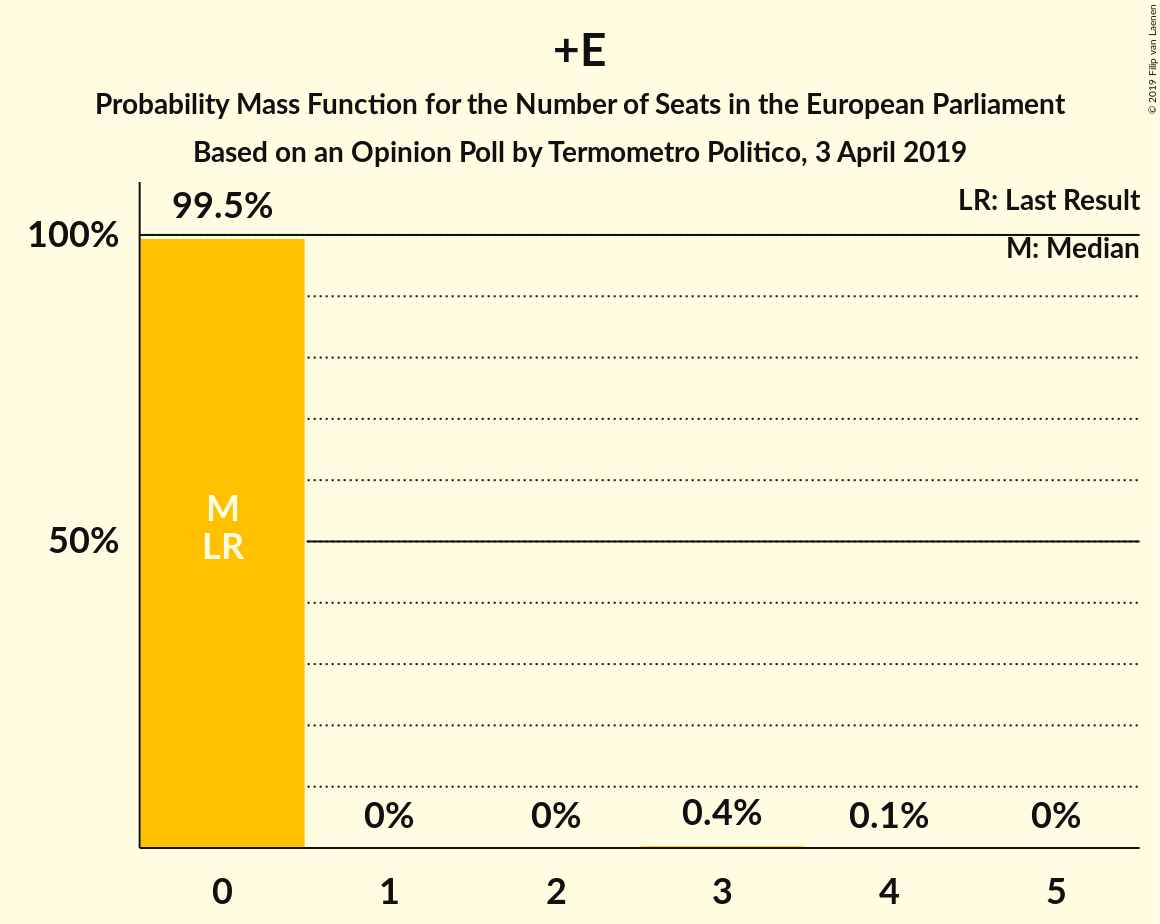 +E
Probability Mass Function for the Number of Seats in the European Parliament
Based on an Opinion Poll by Termometro Politico, 3 April 2019
© 2019 Filip van Laenen
LR: Last Result
M: Median
99.5%
100%
50%
M
LR
0%
0%
0.4%
0.1%
0%
0
1
2
3
4
5